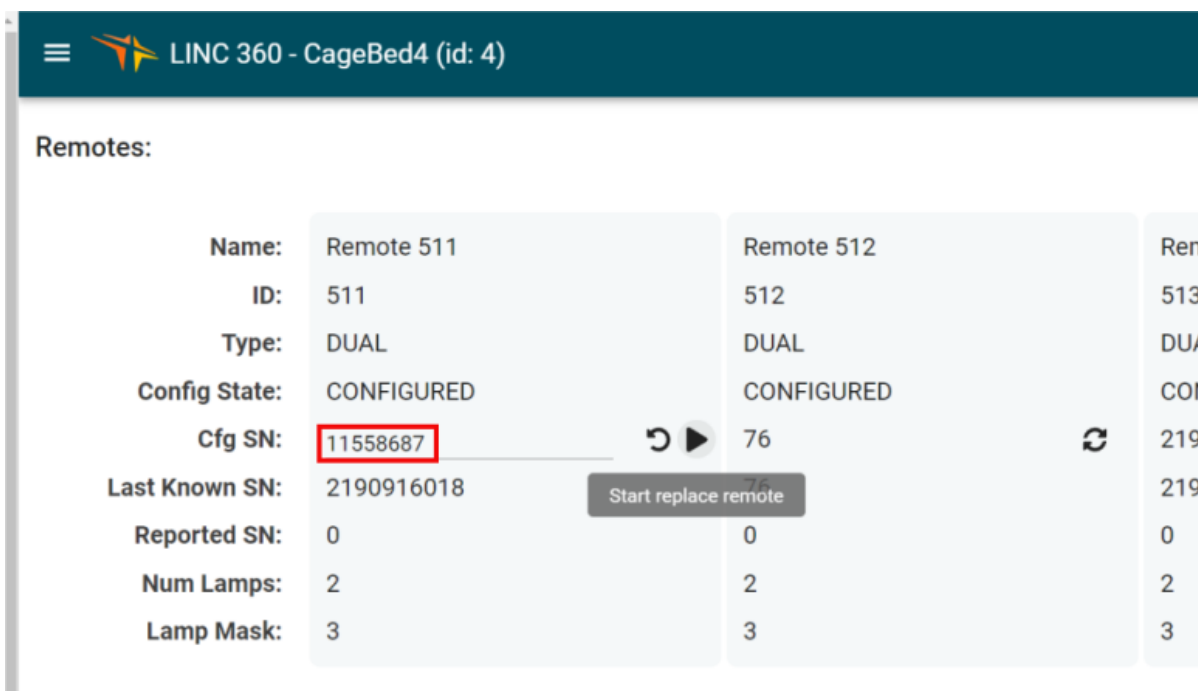 LINC 360 - CageBed4 (id: 4)
Remotes:
Name: Remote 511 Remote 512
ID: 511 512 513
Type: DUAL DUAL
Config State: CONFIGURED CONFIGURED
Cfg SN: 11558687 76
Last Known SN: 2190916018 76
Start replace remote
Reported SN: 0 0 0
Num Lamps: 2 2 2
Lamp Mask: 3 3 3